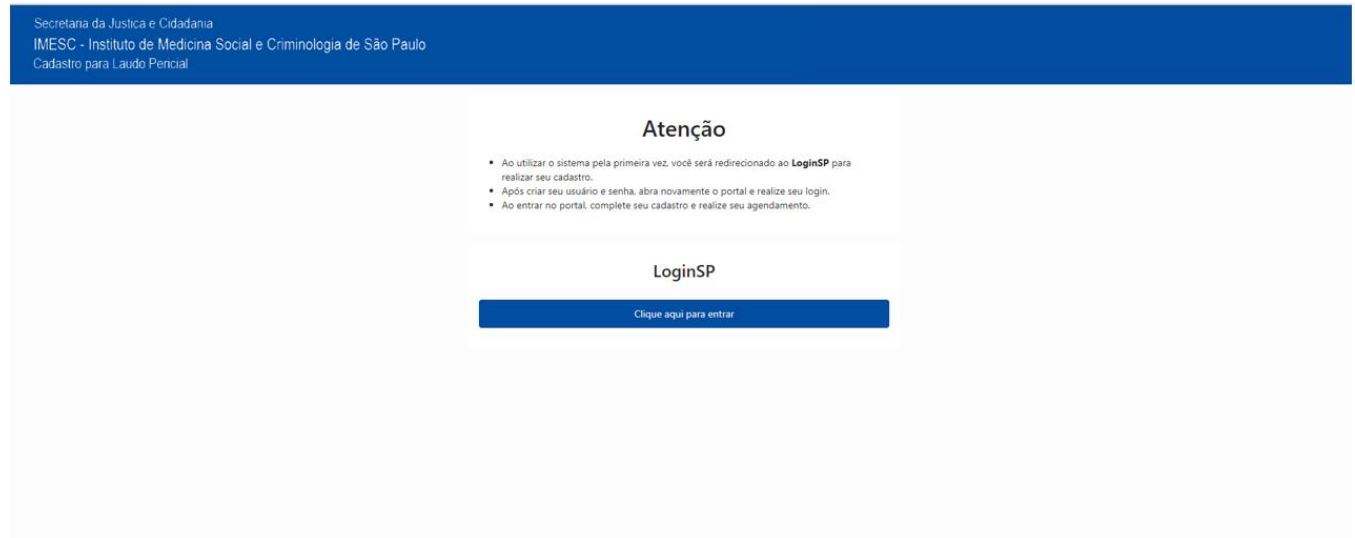 Secretaria da Justica e Cidadania
IMESC - Instituto de Medicina Social e Criminologia de São Paulo
Cadastro para Laudo Pericial
Atenção
• Ao utilizar o sistema pela primeira vez, você será redirecionado ao LoginSP para
realizar seu cadastro.
• Após criar seu usuário e senha, abra novamente o portal e realize seu login.
• Ao entrar no portal, complete seu cadastro e realize seu agendamento.
LoginSP
Clique aqui para entrar